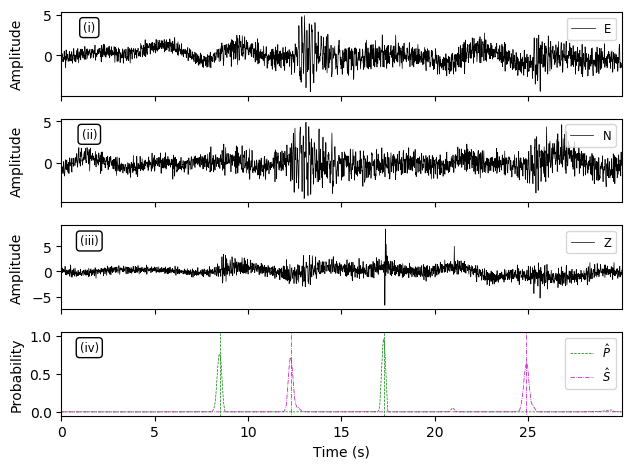 5
0
Amplitude
(i)
E
5
0
Amplitude
(ii)
N
5
0
−5
Amplitude
(iii)
Z
1.0
0.5
0.0
Probability
(iv)
P̂
Ŝ
0 5 10 15 20 25
Time (s)